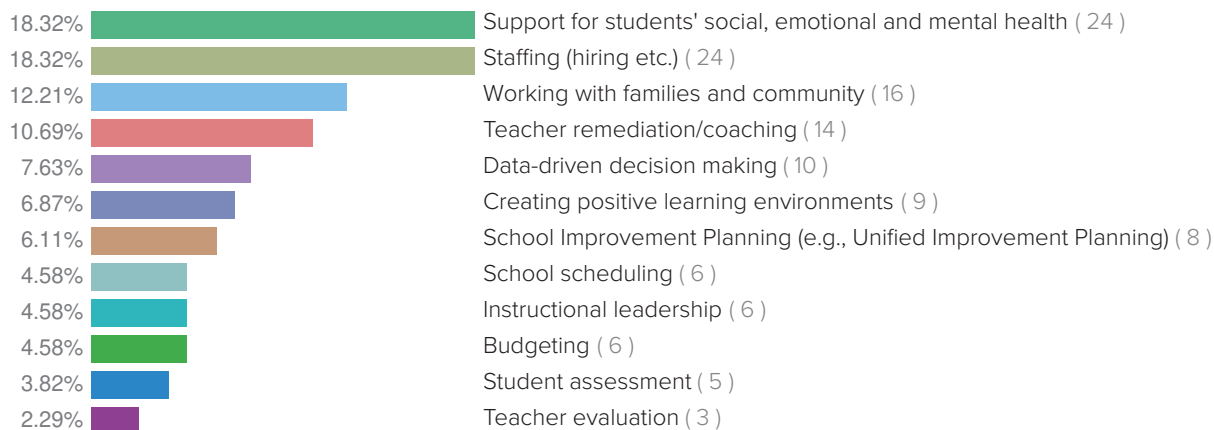 18.32% Support for students' social, emotional and mental health ( 24 )
18.32% Staffing (hiring etc.) ( 24 )
12.21% Working with families and community ( 16 )
10.69% Teacher remediation/coaching ( 14 )
7.63% Data-driven decision making ( 10 )
6.87% Creating positive learning environments ( 9 )
6.11% School Improvement Planning (e.g., Unified Improvement Planning) ( 8 )
4.58% School scheduling ( 6 )
4.58% Instructional leadership ( 6 )
4.58% Budgeting ( 6 )
3.82% Student assessment ( 5 )
2.29% Teacher evaluation ( 3 )